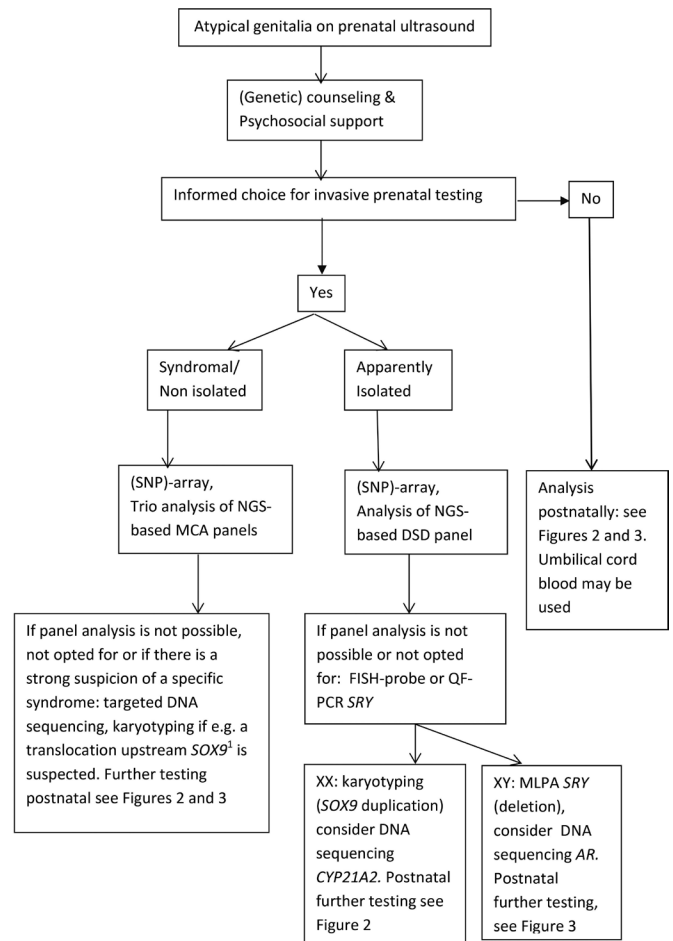 Atypical genitalia on prenatal ultrasound
(Genetic) counseling &
Psychosocial support
Informed choice for invasive prenatal testing
No
Yes
Syndromal/
Non isolated
Apparently
Isolated
(SNP)-array,
Trio analysis of NGS-
based MCA panels
(SNP)-array,
Analysis of NGS-
based DSD panel
Analysis
postnatally: see
Figures 2 and 3.
Umbilical cord
blood may be
used
If panel analysis is not possible,
not opted for or if there is a
strong suspicion of a specific
syndrome: targeted DNA
sequencing, karyotyping if e.g. a
translocation upstream SOX9¹ is
suspected. Further testing
postnatal see Figures 2 and 3
If panel analysis is not
possible or not opted
for:  FISH-probe or QF-
PCR SRY
XX: karyotyping
(SOX9 duplication)
consider DNA
sequencing
CYP21A2. Postnatal
further testing see
Figure 2
XY: MLPA SRY
(deletion),
consider  DNA
sequencing AR.
Postnatal
further testing,
see Figure 3